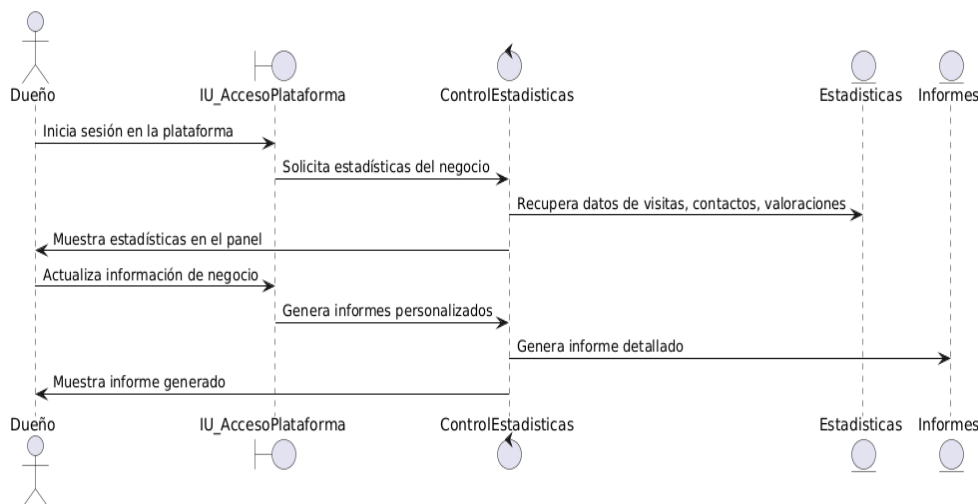 Dueño
IU_AccesoPlataforma
ControlEstadisticas
Estadisticas
Informes
Inicia sesión en la plataforma
Solicita estadísticas del negocio
Recupera datos de visitas, contactos, valoraciones
Muestra estadísticas en el panel
Actualiza información de negocio
Genera informes personalizados
Genera informe detallado
Muestra informe generado
Dueño
IU_AccesoPlataforma
ControlEstadisticas
Estadisticas
Informes